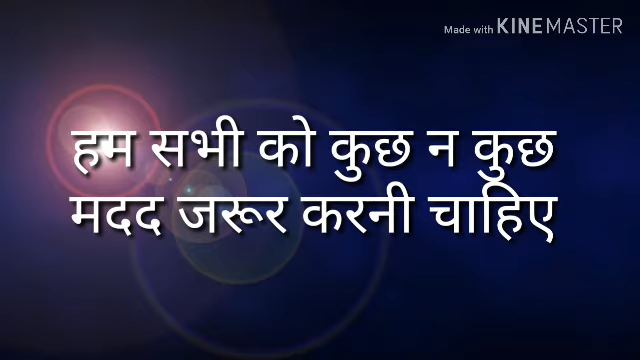 Made with KINEMASTER
हम सभी को कुछ न कुछ
मदद जरूर करनी चाहिए